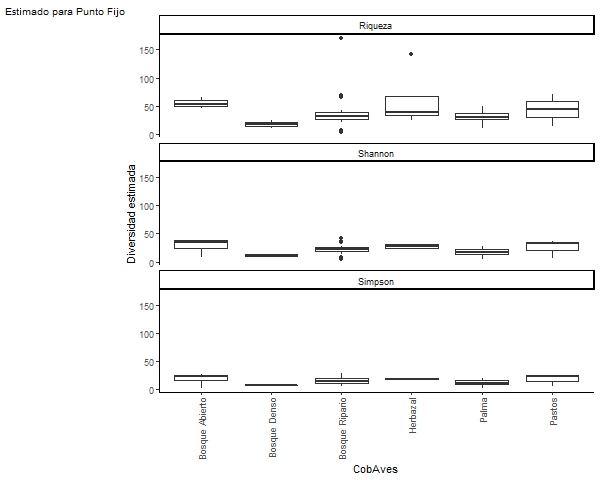 Estimado para Punto Fijo
Riqueza
150
100
50
0
Shannon
150
100
50
0
Simpson
150
100
50
0
Diversidad estimada
Bosque Abierto
Bosque Denso
Bosque Ripario
Herbazal
Palma
Pastos
CobAves